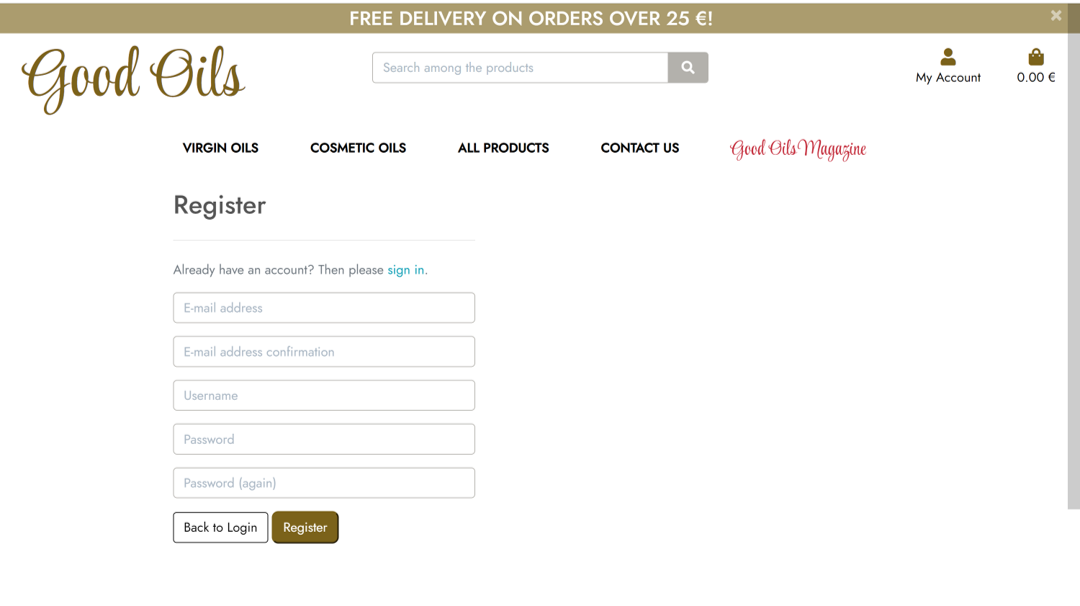 FREE DELIVERY ON ORDERS OVER 25 €!
×
Good Oils
Search among the products
My Account
0.00 €
VIRGIN OILS
COSMETIC OILS
ALL PRODUCTS
CONTACT US
Good Oils Magazine
Register
Already have an account? Then please sign in.
E-mail address
E-mail address confirmation
Username
Password
Password (again)
Back to Login
Register